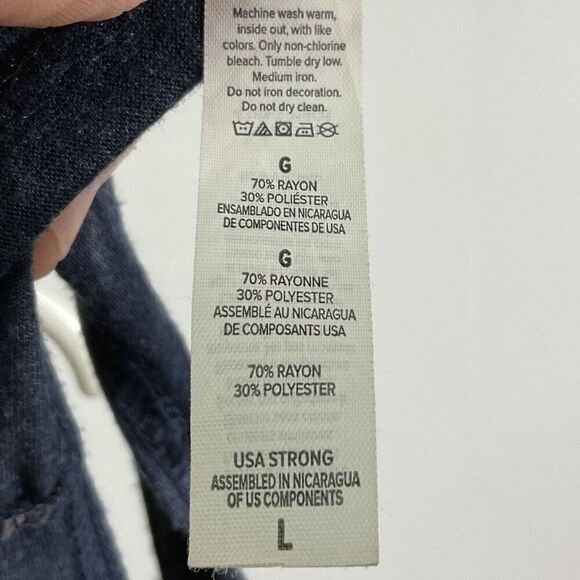 Machine wash warm,
inside out, with like
colors. Only non-chlorine
bleach. Tumble dry low.
Medium iron.
Do not iron decoration.
Do not dry clean.
G
70% RAYON
30% POLIÉSTER
ENSAMBLADO EN NICARAGUA
DE COMPONENTES DE USA
G
70% RAYONNE
30% POLYESTER
ASSEMBLÉ AU NICARAGUA
DE COMPOSANTS USA
70% RAYON
30% POLYESTER
USA STRONG
ASSEMBLED IN NICARAGUA
OF US COMPONENTS
L